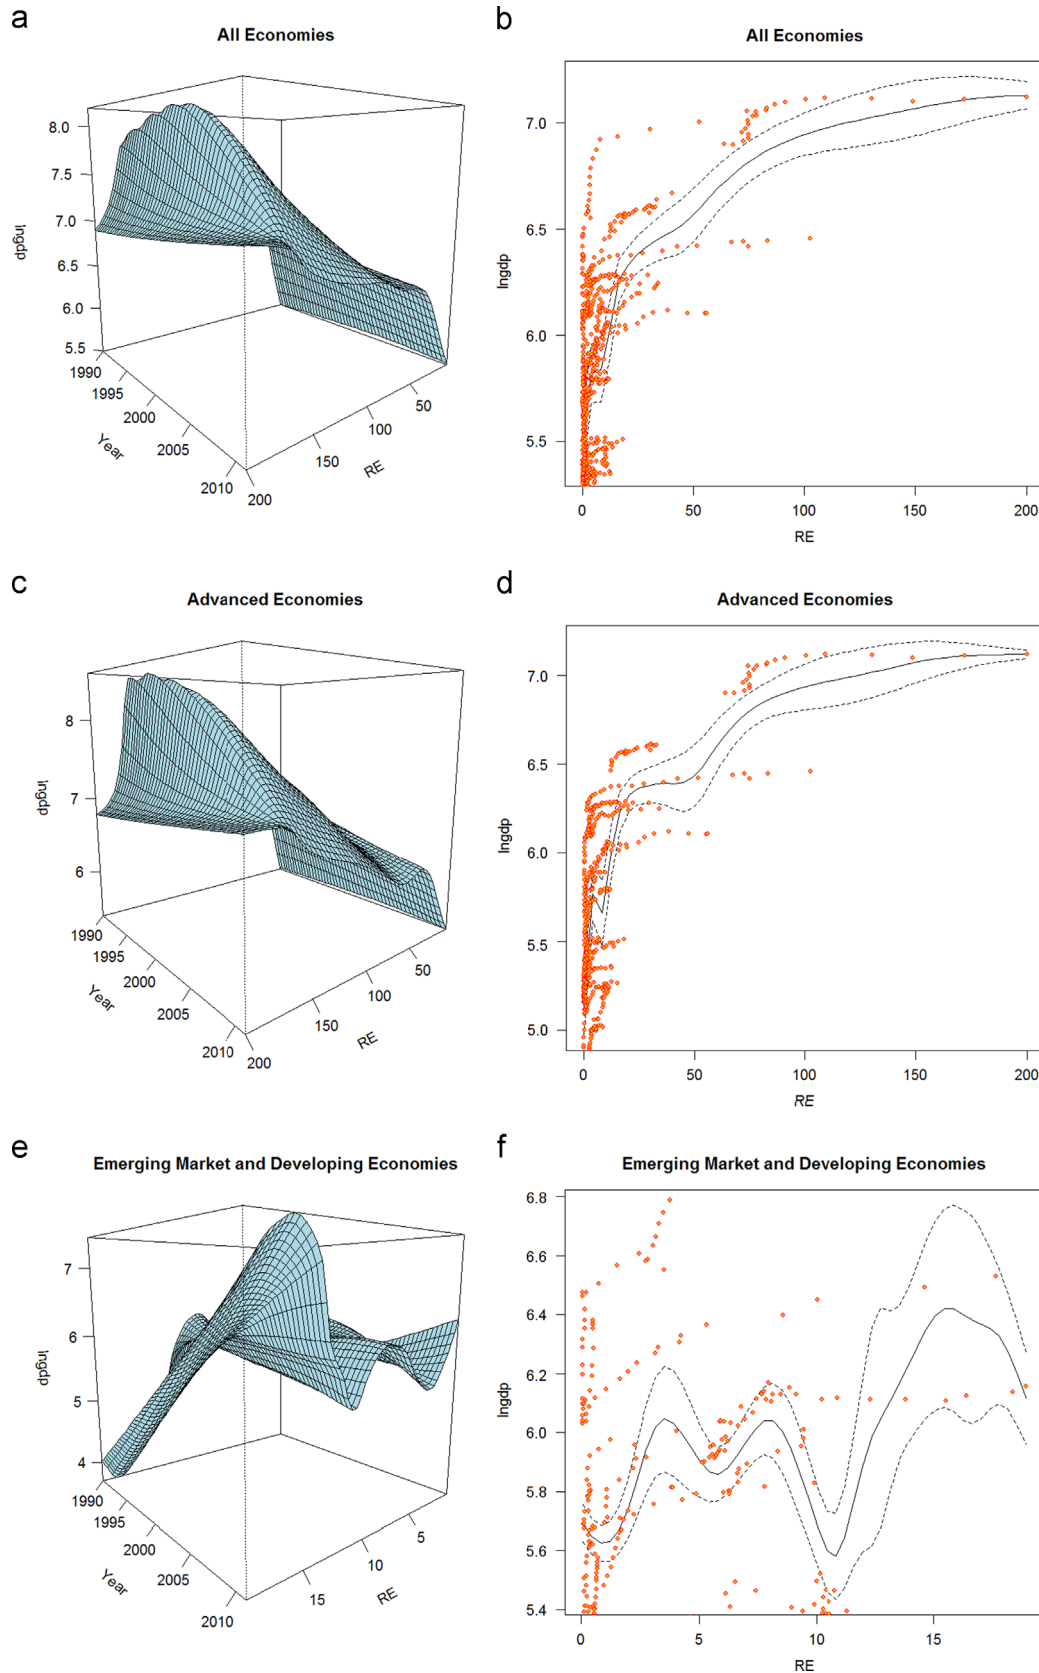 a
All Economies
8.0
7.5
7.0
6.5
6.0
5.5
lngdp
1990
1995
2000
2005
2010
Year
200
150
100
50
RE
b
All Economies
7.0
6.5
6.0
5.5
lngdp
0 50 100 150 200
RE
c
Advanced Economies
8
7
6
lngdp
1990
1995
2000
2005
2010
Year
200
150
100
50
RE
d
Advanced Economies
7.0
6.5
6.0
5.5
5.0
lngdp
0 50 100 150 200
RE
e
Emerging Market and Developing Economies
7
6
5
4
lngdp
1990
1995
2000
2005
2010
Year
15
10
5
RE
f
Emerging Market and Developing Economies
6.8
6.6
6.4
6.2
6.0
5.8
5.6
5.4
lngdp
0 5 10 15
RE